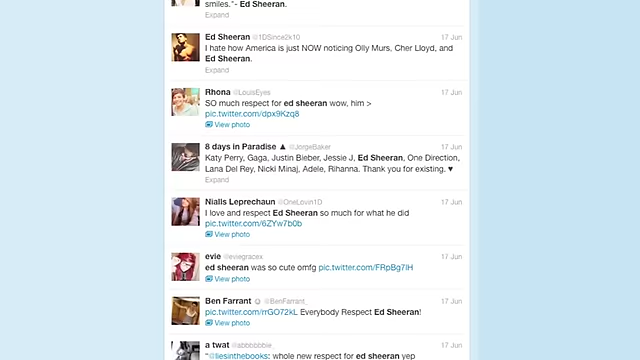 smiles."- Ed Sheeran.
Expand
Ed Sheeran @1DSince2k10 17 Jun
I hate how America is just NOW noticing Olly Murs, Cher Lloyd, and
Ed Sheeran.
Expand
Rhona @LouisEyes 17 Jun
SO much respect for ed sheeran wow, him >
pic.twitter.com/dpx9Kzq8
View photo
8 days in Paradise ▲ @JorgeBaker 17 Jun
Katy Perry, Gaga, Justin Bieber, Jessie J, Ed Sheeran, One Direction,
Lana Del Rey, Nicki Minaj, Adele, Rihanna. Thank you for existing. ♥
Expand
Nialls Leprechaun @OneLovin1D 17 Jun
I love and respect Ed Sheeran so much for what he did
pic.twitter.com/6ZYw7b0b
View photo
evie @eviegracex 17 Jun
ed sheeran was so cute omfg pic.twitter.com/FRpBg7lH
View photo
Ben Farrant @BenFarrant_ 17 Jun
pic.twitter.com/rrGO72kL Everybody Respect Ed Sheeran!
View photo
a twat 17 Jun
"@liesinthebooks: whole new respect for ed sheeran yep